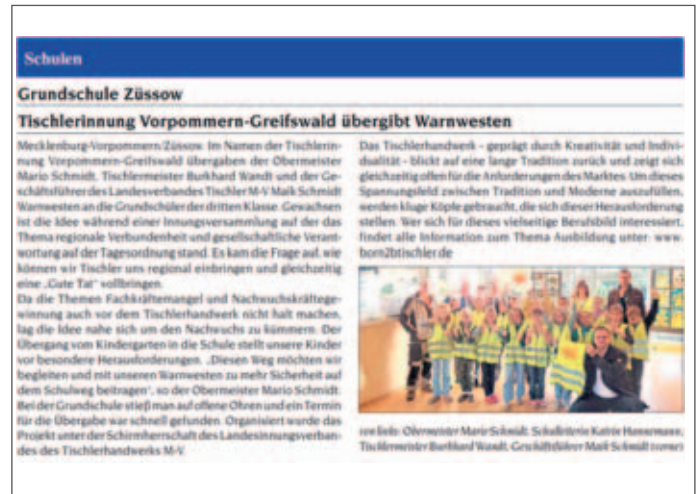 Schulen
Grundschule Züssow
Tischlerinnung Vorpommern-Greifswald übergibt Warnwesten
Mecklenburg-Vorpommern/Züssow. Im Namen der Tischlerin-
nung Vorpommern-Greifswald übergaben der Obermeister
Mario Schmidt, Tischlermeister Burkhard Wandt und der Ge-
schäftsführer des Landesverbandes Tischler M-V Maik Schmidt
Warnwesten an die Grundschüler der dritten Klasse. Gewachsen
ist die Idee während einer Innungsversammlung auf der das
Thema regionale Verbundenheit und gesellschaftliche Verant-
wortung auf der Tagesordnung stand. Es kam die Frage auf, wie
können wir Tischler uns regional einbringen und gleichzeitig
eine „Gute Tat“ vollbringen.
Da die Themen Fachkräftemangel und Nachwuchskräftege-
winnung auch vor dem Tischlerhandwerk nicht halt machen,
lag die Idee nahe sich um den Nachwuchs zu kümmern. Der
Übergang vom Kindergarten in die Schule stellt unsere Kinder
vor besondere Herausforderungen. „Diesen Weg möchten wir
begleiten und mit unseren Warnwesten zu mehr Sicherheit auf
dem Schulweg beitragen“, so der Obermeister Mario Schmidt.
Bei der Grundschule stieß man auf offene Ohren und ein Termin
für die Übergabe war schnell gefunden. Organisiert wurde das
Projekt unter der Schirmherrschaft des Landesinnungsverban-
des des Tischlerhandwerks M-V.
Das Tischlerhandwerk - geprägt durch Kreativität und Indivi-
dualität - blickt auf eine lange Tradition zurück und zeigt sich
gleichzeitig offen für die Anforderungen des Marktes. Um dieses
Spannungsfeld zwischen Tradition und Moderne auszufüllen,
werden kluge Köpfe gebraucht, die sich dieser Herausforderung
stellen. Wer sich für dieses vielseitige Berufsbild interessiert,
findet alle Information zum Thema Ausbildung unter: www.
born2btischler.de
von links: Obermeister Mario Schmidt, Schulleiterin Katrin
Tischlermeister Burkhard Wandt, Geschäftsführer Maik Schmidt (vorne)